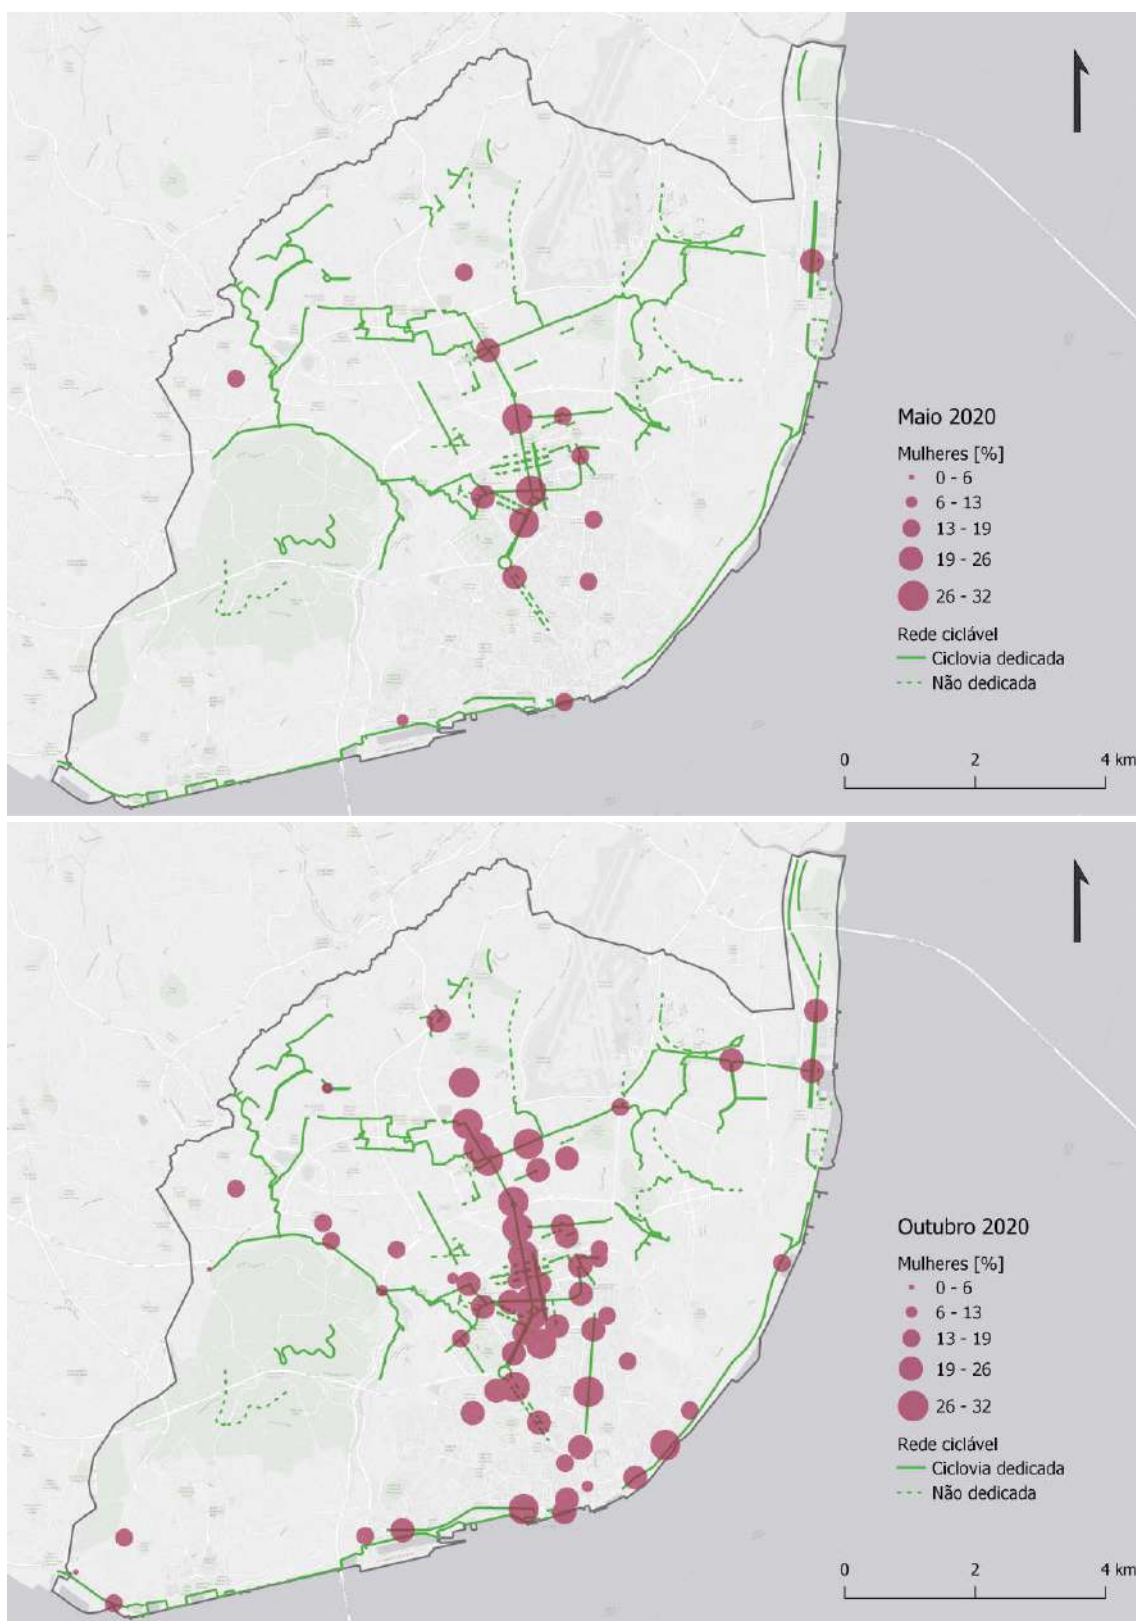 Maio 2020
Mulheres [%]
0 - 6
6 - 13
13 - 19
19 - 26
26 - 32
Rede ciclável
Ciclovia dedicada
Não dedicada
0 2 4 km
Outubro 2020
Mulheres [%]
0 - 6
6 - 13
13 - 19
19 - 26
26 - 32
Rede ciclável
Ciclovia dedicada
Não dedicada
0 2 4 km